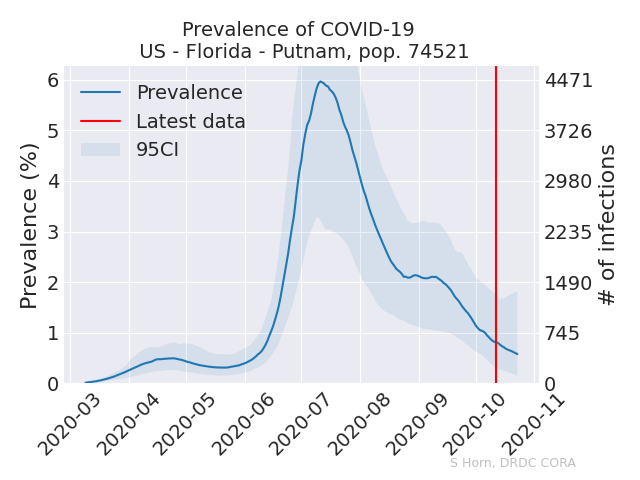 Prevalence of COVID-19
US - Florida - Putnam, pop. 74521
Prevalence
Latest data
95CI
Prevalence (%)
6
5
4
3
2
1
0
4471
3726
2980
2235
1490
745
0
# of infections
2020-03
2020-04
2020-05
2020-06
2020-07
2020-08
2020-09
2020-10
2020-11
S Horn, DRDC CORA